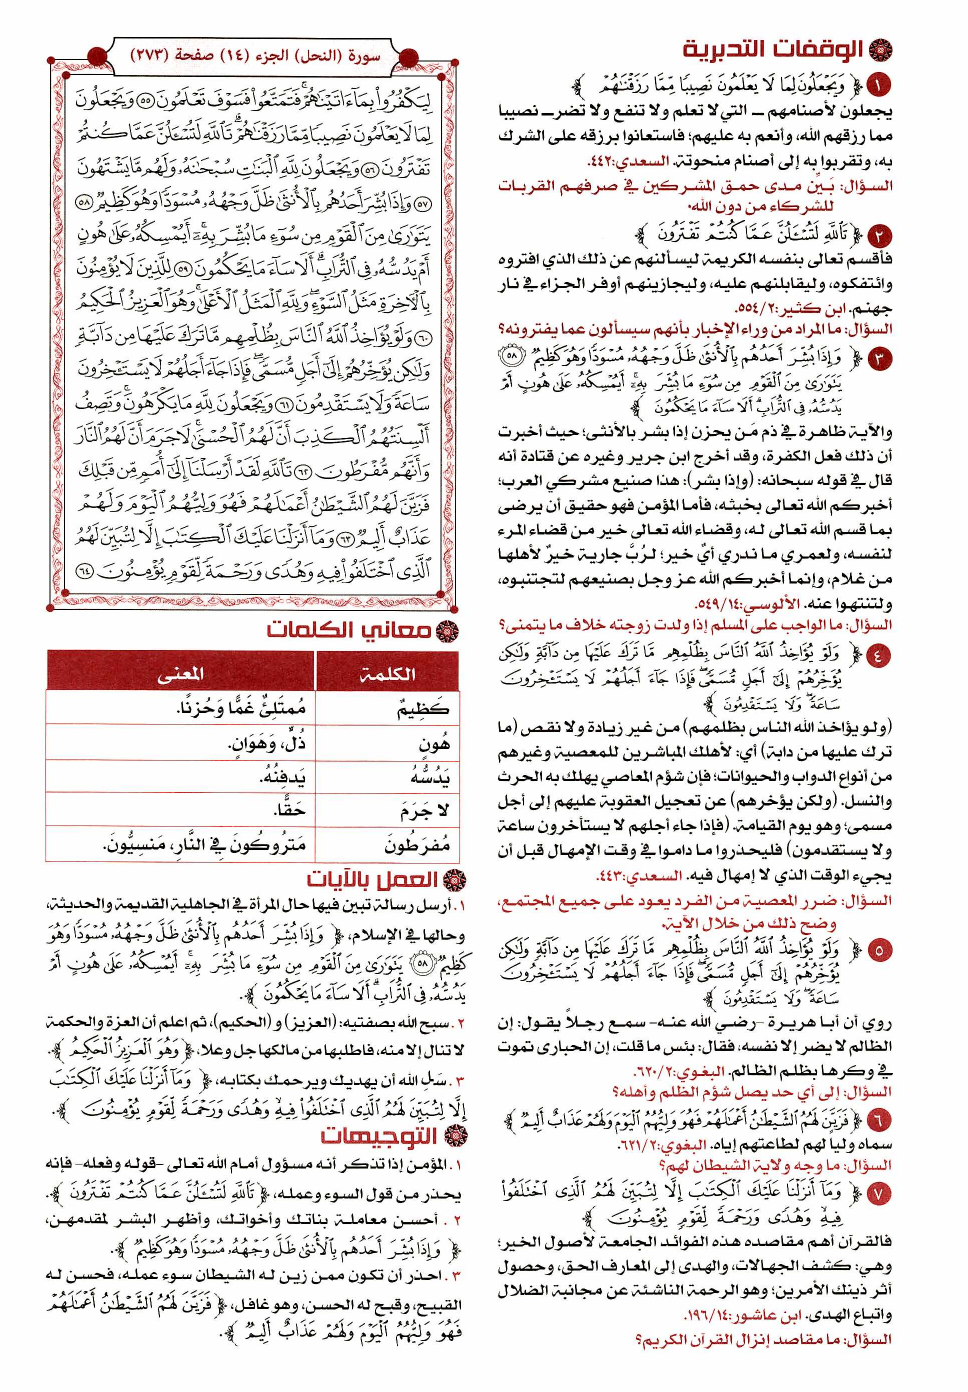 الوقفات التدبرية
١ ﴿ وَيَجْعَلُونَ لِمَا لَا يَعْلَمُونَ نَصِيبًا مِّمَّا رَزَقْنَاهُمْ ﴾
يجعلون لأصنامهم ــ التي لا تعلم ولا تنفع ولا تضر ــ نصيبا
مما رزقهم الله، وأنعم به عليهم؛ فاستعانوا برزقه على الشرك
به، وتقربوا به إلى أصنام منحوتة. السعدي:٤٤٢.
السؤال: بَيِّن مدى حمق المشركين في صرفهم القربات
للشركاء من دون الله.
٢ ﴿ تَاللَّهِ لَتُسْـَٔلُنَّ عَمَّا كُنتُمْ تَفْتَرُونَ ﴾
فأقسم تعالى بنفسه الكريمة ليسألنهم عن ذلك الذي افتروه
وائتفكوه، وليقابلنهم عليه، وليجازينهم أوفر الجزاء في نار
جهنم. ابن كثير:٥٥٤/٢.
السؤال: ما المراد من وراء الإخبار بأنهم سيسألون عما يفترونه؟
٣ ﴿ وَإِذَا بُشِّرَ أَحَدُهُم بِالْأُنثَىٰ ظَلَّ وَجْهُهُ مُسْوَدًّا وَهُوَ كَظِيمٌ ٥٨
يَتَوَارَىٰ مِنَ الْقَوْمِ مِن سُوءِ مَا بُشِّرَ بِهِ ۚ أَيُمْسِكُهُ عَلَىٰ هُونٍ أَمْ
يَدُسُّهُ فِي التُّرَابِ ۗ أَلَا سَاءَ مَا يَحْكُمُونَ ﴾
والآية ظاهرة في ذم مَن يحزن إذا بشر بالأنثى؛ حيث أخبرت
أن ذلك فعل الكفرة، وقد أخرج ابن جرير وغيره عن قتادة أنه
قال في قوله سبحانه: (وإذا بشر): هذا صنيع مشركي العرب؛
أخبركم الله تعالى بخبثه، فأما المؤمن فهو حقيق أن يرضى
بما قسم الله تعالى له، وقضاء الله تعالى خير من قضاء المرء
لنفسه، ولعمري ما ندري أيٌ خير؛ لرُبَّ جارية خيرٌ لأهلها
من غلام، وإنما أخبركم الله عز وجل بصنيعهم لتجتنبوه،
ولتنتهوا عنه. الألوسي:٥٤٩/١٤.
السؤال: ما الواجب على المسلم إذا ولدت زوجته خلاف ما يتمنى؟
٤ ﴿ وَلَوْ يُؤَاخِذُ اللَّهُ النَّاسَ بِظُلْمِهِم مَّا تَرَكَ عَلَيْهَا مِن دَابَّةٍ وَلَٰكِن
يُؤَخِّرُهُمْ إِلَىٰ أَجَلٍ مُّسَمًّى ۖ فَإِذَا جَاءَ أَجَلُهُمْ لَا يَسْتَـْٔخِرُونَ
سَاعَةً ۖ وَلَا يَسْتَقْدِمُونَ ﴾
(ولو يؤاخذ الله الناس بظلمهم) من غير زيادة ولا نقص (ما
ترك عليها من دابة) أي: لأهلك المباشرين للمعصية وغيرهم
من أنواع الدواب والحيوانات؛ فإن شؤم المعاصي يهلك به الحرث
والنسل. (ولكن يؤخرهم) عن تعجيل العقوبة عليهم إلى أجل
مسمى؛ وهو يوم القيامة. (فإذا جاء أجلهم لا يستأخرون ساعة
ولا يستقدمون) فليحذروا ما داموا في وقت الإمهال قبل أن
يجيء الوقت الذي لا إمهال فيه. السعدي:٤٤٣.
السؤال: ضرر المعصية من الفرد يعود على جميع المجتمع،
وضح ذلك من خلال الآية.
٥ ﴿ وَلَوْ يُؤَاخِذُ اللَّهُ النَّاسَ بِظُلْمِهِم مَّا تَرَكَ عَلَيْهَا مِن دَابَّةٍ وَلَٰكِن
يُؤَخِّرُهُمْ إِلَىٰ أَجَلٍ مُّسَمًّى ۖ فَإِذَا جَاءَ أَجَلُهُمْ لَا يَسْتَـْٔخِرُونَ
سَاعَةً ۖ وَلَا يَسْتَقْدِمُونَ ﴾
روي أن أبا هريرة -رضي الله عنه- سمع رجلاً يقول: إن
الظالم لا يضر إلا نفسه، فقال: بئس ما قلت، إن الحبارى تموت
في وكرها بظلم الظالم. البغوي:٦٢٠/٢.
السؤال: إلى أي حد يصل شؤم الظلم وأهله؟
٦ ﴿ فَزَيَّنَ لَهُمُ الشَّيْطَانُ أَعْمَالَهُمْ فَهُوَ وَلِيُّهُمُ الْيَوْمَ وَلَهُمْ عَذَابٌ أَلِيمٌ ﴾
سماه وليا لهم لطاعتهم إياه. البغوي:٦٢١/٢.
السؤال: ما وجه ولاية الشيطان لهم؟
٧ ﴿ وَمَا أَنزَلْنَا عَلَيْكَ الْكِتَابَ إِلَّا لِتُبَيِّنَ لَهُمُ الَّذِي اخْتَلَفُوا
فِيهِ ۙ وَهُدًى وَرَحْمَةً لِّقَوْمٍ يُؤْمِنُونَ ﴾
فالقرآن أهم مقاصده هذه الفوائد الجامعة لأصول الخير؛
وهي: كشف الجهالات، والهدى إلى المعارف الحق، وحصول
أثر ذينك الأمرين؛ وهو الرحمة الناشئة عن مجانبة الضلال
واتباع الهدى. ابن عاشور:١٩٦/١٤.
السؤال: ما مقاصد إنزال القرآن الكريم؟
سورة (النحل) الجزء (١٤) صفحة (٢٧٣)
لِيَكْفُرُوا بِمَا آتَيْنَاهُمْ ۚ فَتَمَتَّعُوا ۖ فَسَوْفَ تَعْلَمُونَ ٥٥ وَيَجْعَلُونَ
لِمَا لَا يَعْلَمُونَ نَصِيبًا مِّمَّا رَزَقْنَاهُمْ ۗ تَاللَّهِ لَتُسْـَٔلُنَّ عَمَّا كُنتُمْ
تَفْتَرُونَ ٥٦ وَيَجْعَلُونَ لِلَّهِ الْبَنَاتِ سُبْحَانَهُ ۙ وَلَهُم مَّا يَشْتَهُونَ
٥٧ وَإِذَا بُشِّرَ أَحَدُهُم بِالْأُنثَىٰ ظَلَّ وَجْهُهُ مُسْوَدًّا وَهُوَ كَظِيمٌ ٥٨
يَتَوَارَىٰ مِنَ الْقَوْمِ مِن سُوءِ مَا بُشِّرَ بِهِ ۚ أَيُمْسِكُهُ عَلَىٰ هُونٍ
أَمْ يَدُسُّهُ فِي التُّرَابِ ۗ أَلَا سَاءَ مَا يَحْكُمُونَ ٥٩ لِلَّذِينَ لَا يُؤْمِنُونَ
بِالْآخِرَةِ مَثَلُ السَّوْءِ ۖ وَلِلَّهِ الْمَثَلُ الْأَعْلَىٰ ۚ وَهُوَ الْعَزِيزُ الْحَكِيمُ
٦٠ وَلَوْ يُؤَاخِذُ اللَّهُ النَّاسَ بِظُلْمِهِم مَّا تَرَكَ عَلَيْهَا مِن دَابَّةٍ
وَلَٰكِن يُؤَخِّرُهُمْ إِلَىٰ أَجَلٍ مُّسَمًّى ۖ فَإِذَا جَاءَ أَجَلُهُمْ لَا يَسْتَـْٔخِرُونَ
سَاعَةً ۖ وَلَا يَسْتَقْدِمُونَ ٦١ وَيَجْعَلُونَ لِلَّهِ مَا يَكْرَهُونَ وَتَصِفُ
أَلْسِنَتُهُمُ الْكَذِبَ أَنَّ لَهُمُ الْحُسْنَىٰ ۖ لَا جَرَمَ أَنَّ لَهُمُ النَّارَ
وَأَنَّهُم مُّفْرَطُونَ ٦٢ تَاللَّهِ لَقَدْ أَرْسَلْنَا إِلَىٰ أُمَمٍ مِّن قَبْلِكَ
فَزَيَّنَ لَهُمُ الشَّيْطَانُ أَعْمَالَهُمْ فَهُوَ وَلِيُّهُمُ الْيَوْمَ وَلَهُمْ
عَذَابٌ أَلِيمٌ ٦٣ وَمَا أَنزَلْنَا عَلَيْكَ الْكِتَابَ إِلَّا لِتُبَيِّنَ لَهُمُ
الَّذِي اخْتَلَفُوا فِيهِ ۙ وَهُدًى وَرَحْمَةً لِّقَوْمٍ يُؤْمِنُونَ ٦٤
معاني الكلمات
الكلمة المعنى
كَظِيمٌ مُمتَلِئٌ غَمًّا وَحُزنًا.
هُونٍ ذُلٍّ، وَهَوَانٍ.
يَدُسُّهُ يَدفِنُهُ.
لا جَرَمَ حَقًّا.
مُفرَطُونَ مَترُوكُونَ فِي النَّارِ، مَنسِيُّونَ.
العمل بالآيات
١. أرسل رسالة تبين فيها حال المرأة في الجاهلية القديمة والحديثة،
وحالها في الإسلام، ﴿ وَإِذَا بُشِّرَ أَحَدُهُم بِالْأُنثَىٰ ظَلَّ وَجْهُهُ مُسْوَدًّا وَهُوَ
كَظِيمٌ ٥٨ يَتَوَارَىٰ مِنَ الْقَوْمِ مِن سُوءِ مَا بُشِّرَ بِهِ ۚ أَيُمْسِكُهُ عَلَىٰ هُونٍ أَمْ
يَدُسُّهُ فِي التُّرَابِ ۗ أَلَا سَاءَ مَا يَحْكُمُونَ ﴾.
٢. سبح الله بصفتيه: (العزيز) و (الحكيم)، ثم اعلم أن العزة والحكمة
لا تنال إلا منه، فاطلبها من مالكها جل وعلا، ﴿ وَهُوَ الْعَزِيزُ الْحَكِيمُ ﴾.
٣. سَلِ الله أن يهديك ويرحمك بكتابه، ﴿ وَمَا أَنزَلْنَا عَلَيْكَ الْكِتَابَ
إِلَّا لِتُبَيِّنَ لَهُمُ الَّذِي اخْتَلَفُوا فِيهِ ۙ وَهُدًى وَرَحْمَةً لِّقَوْمٍ يُؤْمِنُونَ ﴾.
التوجيهات
١. المؤمن إذا تذكر أنه مسؤول أمام الله تعالى -قوله وفعله- فإنه
يحذر من قول السوء وعمله، ﴿ تَاللَّهِ لَتُسْـَٔلُنَّ عَمَّا كُنتُمْ تَفْتَرُونَ ﴾.
٢. أحسن معاملة بناتك وأخواتك، وأظهر البشر لمقدمهن،
﴿ وَإِذَا بُشِّرَ أَحَدُهُم بِالْأُنثَىٰ ظَلَّ وَجْهُهُ مُسْوَدًّا وَهُوَ كَظِيمٌ ﴾.
٣. احذر أن تكون ممن زين له الشيطان سوء عمله، فحسن له
القبيح، وقبح له الحسن، وهو غافل، ﴿ فَزَيَّنَ لَهُمُ الشَّيْطَانُ أَعْمَالَهُمْ
فَهُوَ وَلِيُّهُمُ الْيَوْمَ وَلَهُمْ عَذَابٌ أَلِيمٌ ﴾.